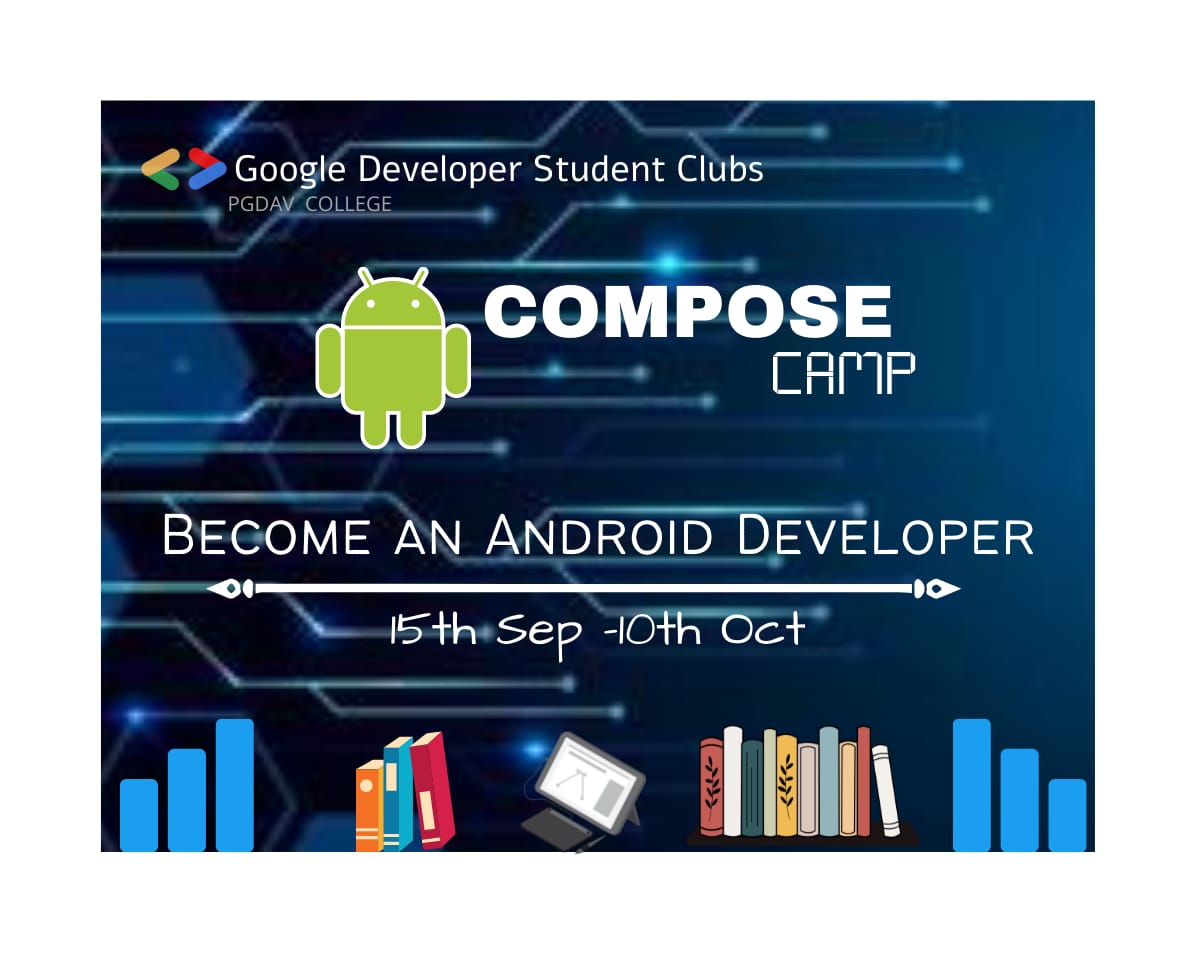 Google Developer Student Clubs
PGDAV COLLEGE
COMPOSE
CAMP
BECOME AN ANDROID DEVELOPER
15th Sep -10th Oct